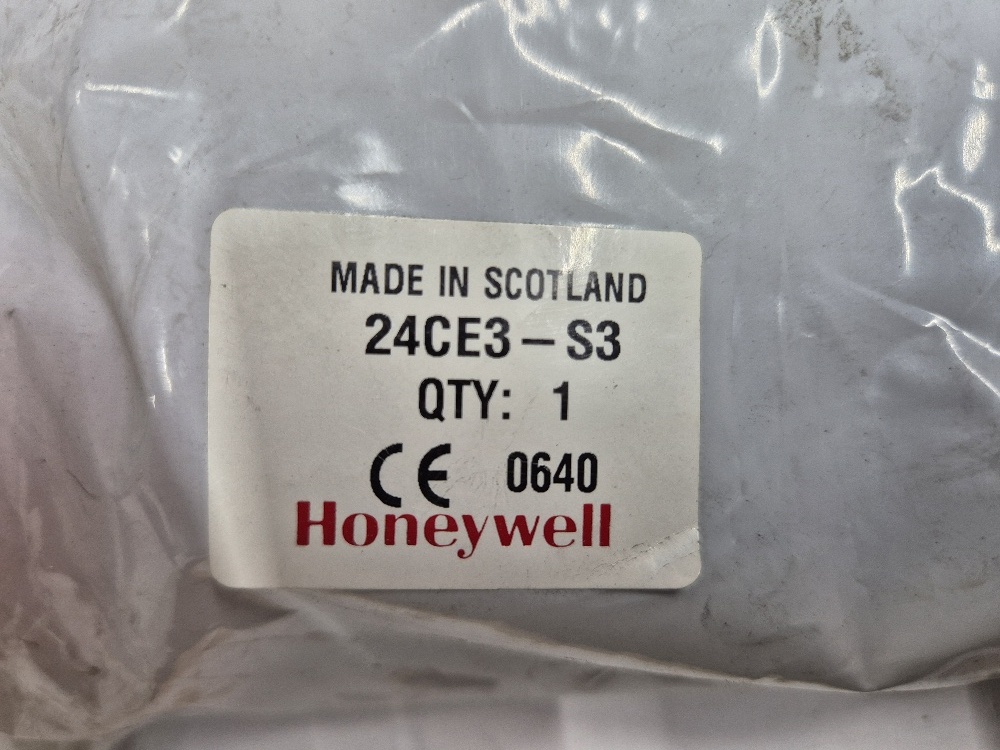 MADE IN SCOTLAND
24CE3-S3
QTY: 1
CE 0640
Honeywell